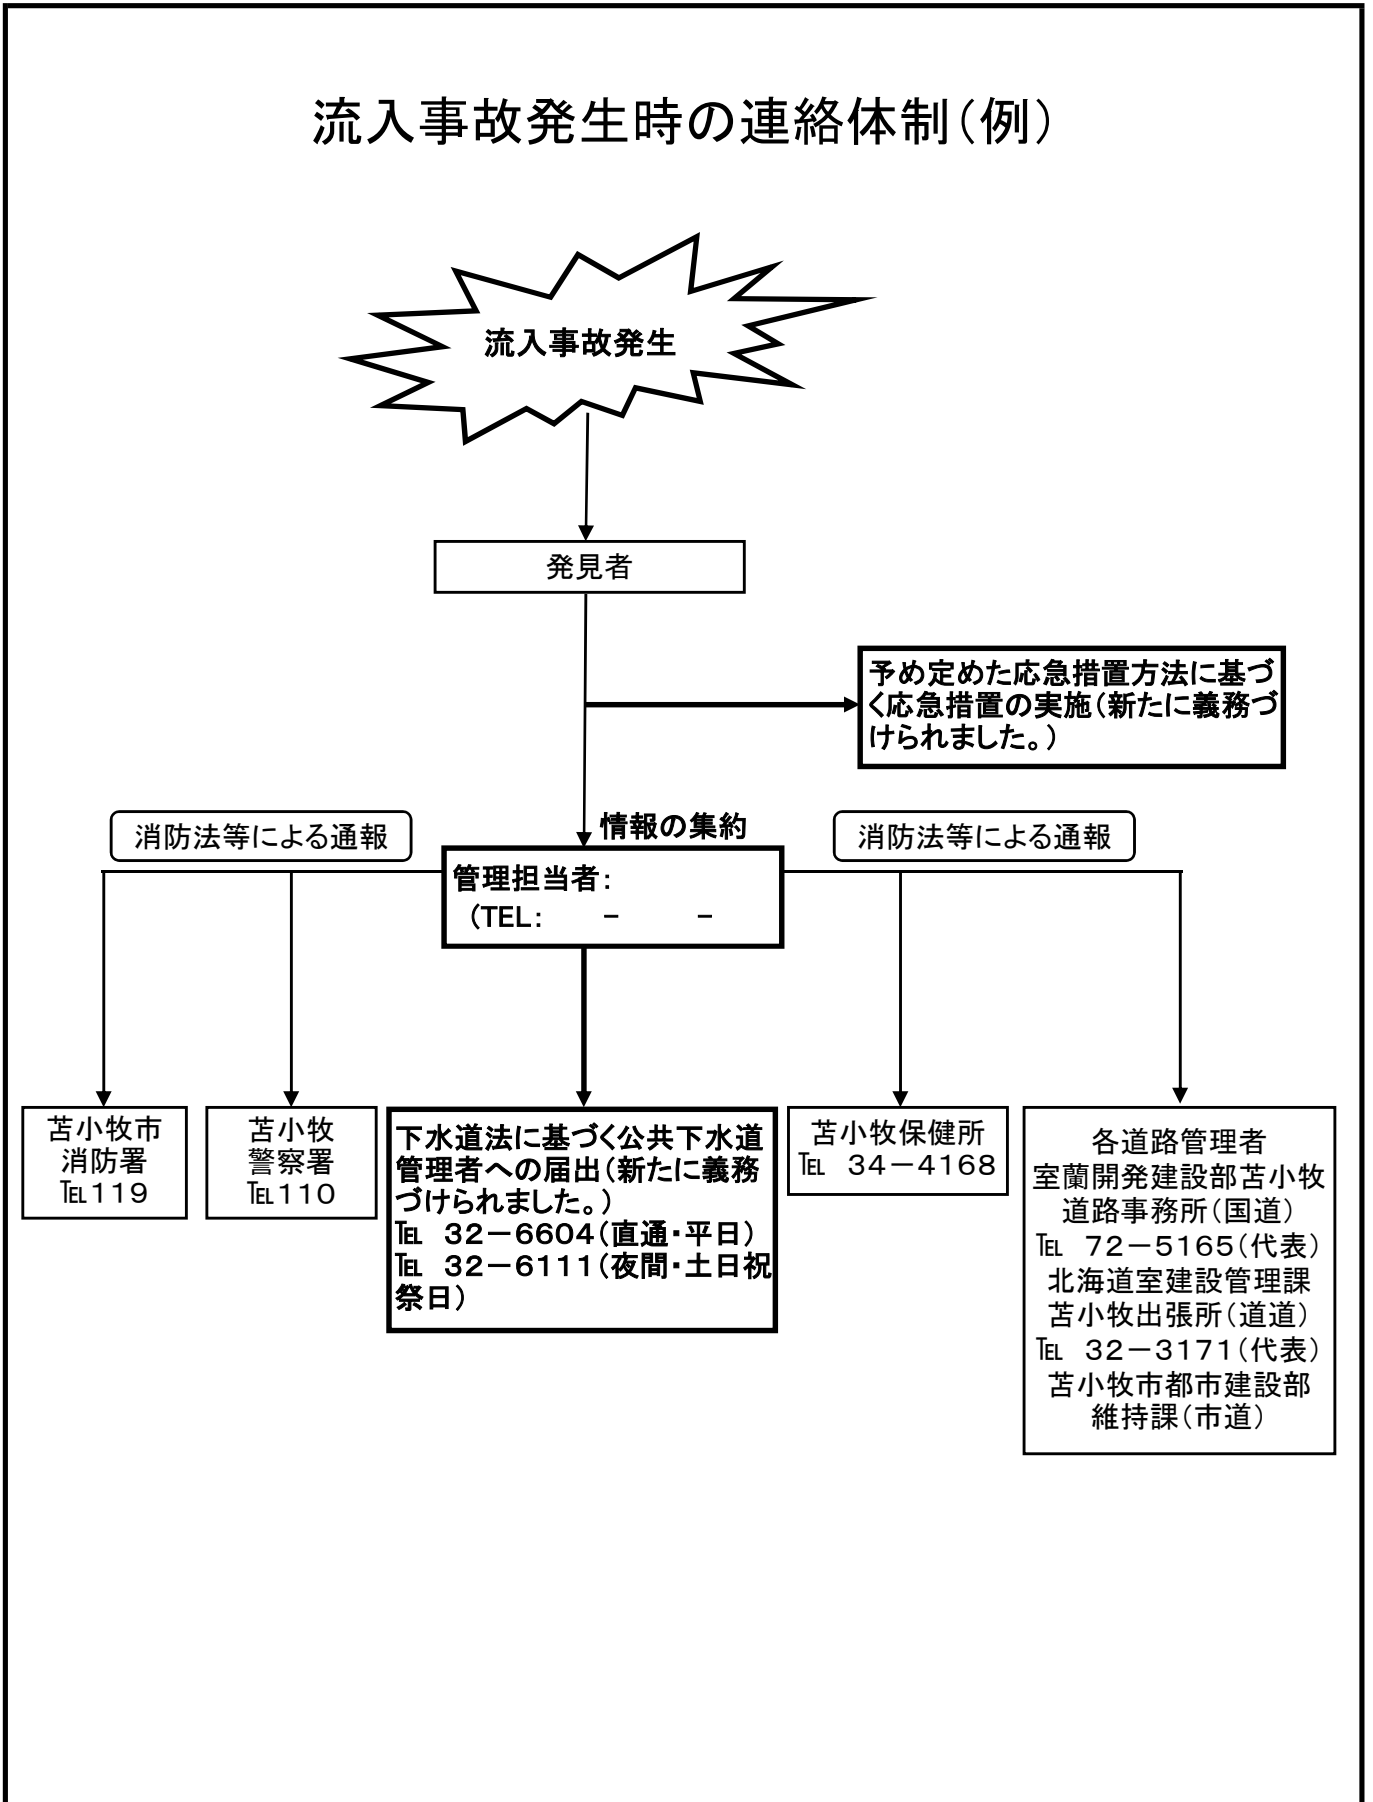 流入事故発生時の連絡体制（例）
流入事故発生
発見者
予め定めた応急措置方法に基づ
く応急措置の実施（新たに義務づ
けられました。）
情報の集約
消防法等による通報
消防法等による通報
管理担当者：
（TEL：　　－　　　－
苫小牧市
消防署
℡119
苫小牧
警察署
℡110
下水道法に基づく公共下水道
管理者への届出（新たに義務
づけられました。）
℡　32－6604（直通・平日）
℡　32－6111（夜間・土日祝
祭日）
苫小牧保健所
℡　34－4168
各道路管理者
室蘭開発建設部苫小牧
道路事務所（国道）
℡　72－5165（代表）
北海道室建設管理課
苫小牧出張所（道道）
℡　32－3171（代表）
苫小牧市都市建設部
維持課（市道）